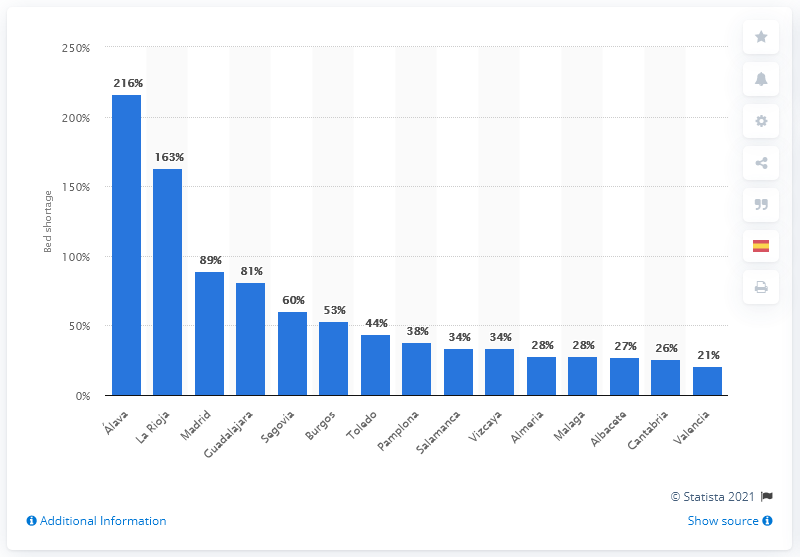 250%
200%
150%
100%
50%
0%
Bed shortage
216%
163%
89%
81%
60%
53%
44%
38%
34%
34%
28%
28%
27%
26%
21%
Álava
La Rioja
Madrid
Guadalajara
Segovia
Burgos
Toledo
Pamplona
Salamanca
Vizcaya
Almeria
Malaga
Albacete
Cantabria
Valencia
© Statista 2021
Additional Information
Show source